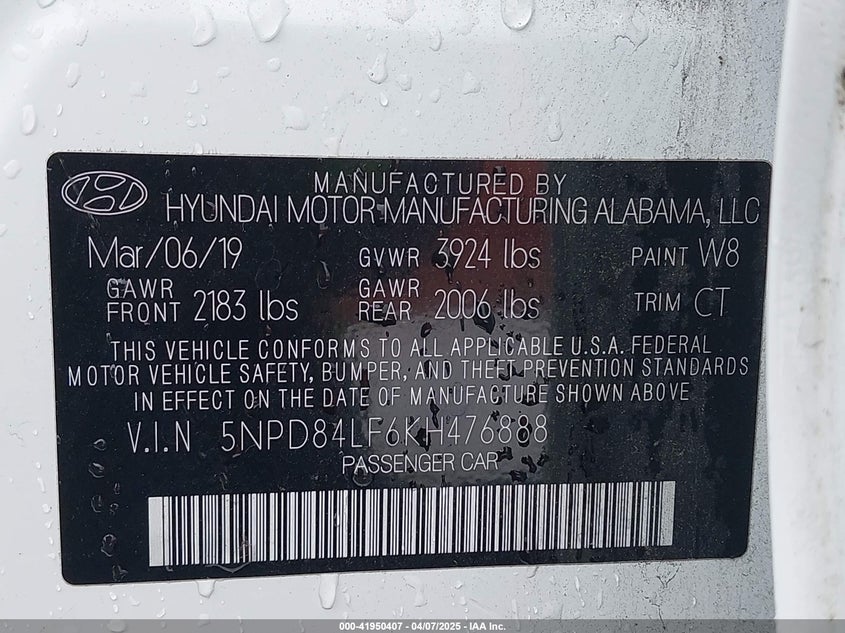 MANUFACTURED BY
HYUNDAI MOTOR MANUFACTURING ALABAMA, LLC
Mar/06/19 GVWR 3924 lbs PAINT W8
GAWR FRONT 2183 lbs GAWR REAR 2006 lbs TRIM CT
THIS VEHICLE CONFORMS TO ALL APPLICABLE U.S.A. FEDERAL
MOTOR VEHICLE SAFETY, BUMPER, AND THEFT PREVENTION STANDARDS
IN EFFECT ON THE DATE OF MANUFACTURE SHOWN ABOVE
V.I.N 5NPD84LF6KH476888
PASSENGER CAR
000-41950407 - 04/07/2025 - IAA Inc.